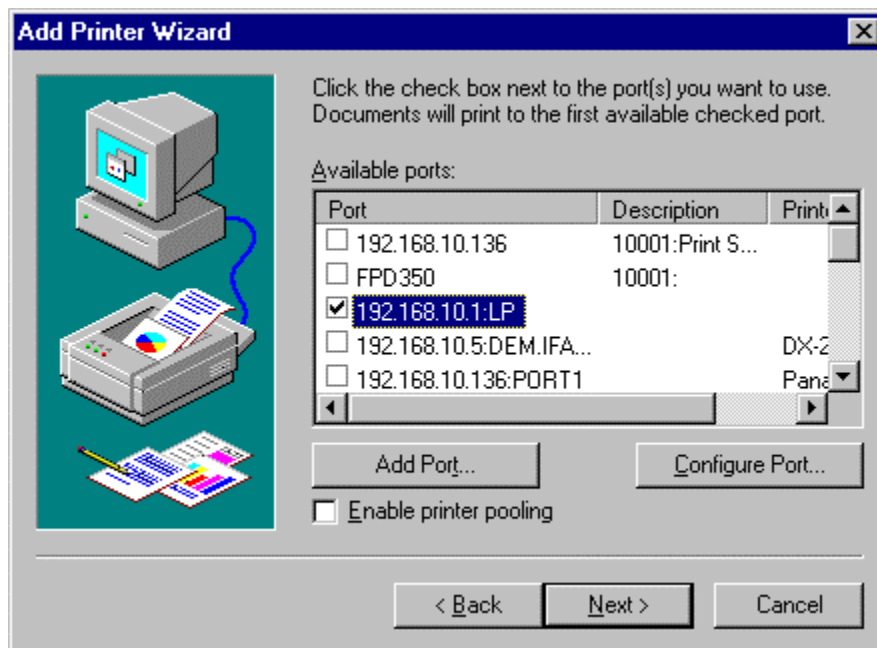 Add Printer Wizard
Click the check box next to the port(s) you want to use.
Documents will print to the first available checked port.
Available ports:
Port Description Printe
192.168.10.136 10001:Print S...
FPD350 10001:
192.168.10.1:LP
192.168.10.5:DEM.IFA... DX-2
192.168.10.136:PORT1 Pana
Add Port... Configure Port...
Enable printer pooling
< Back Next > Cancel